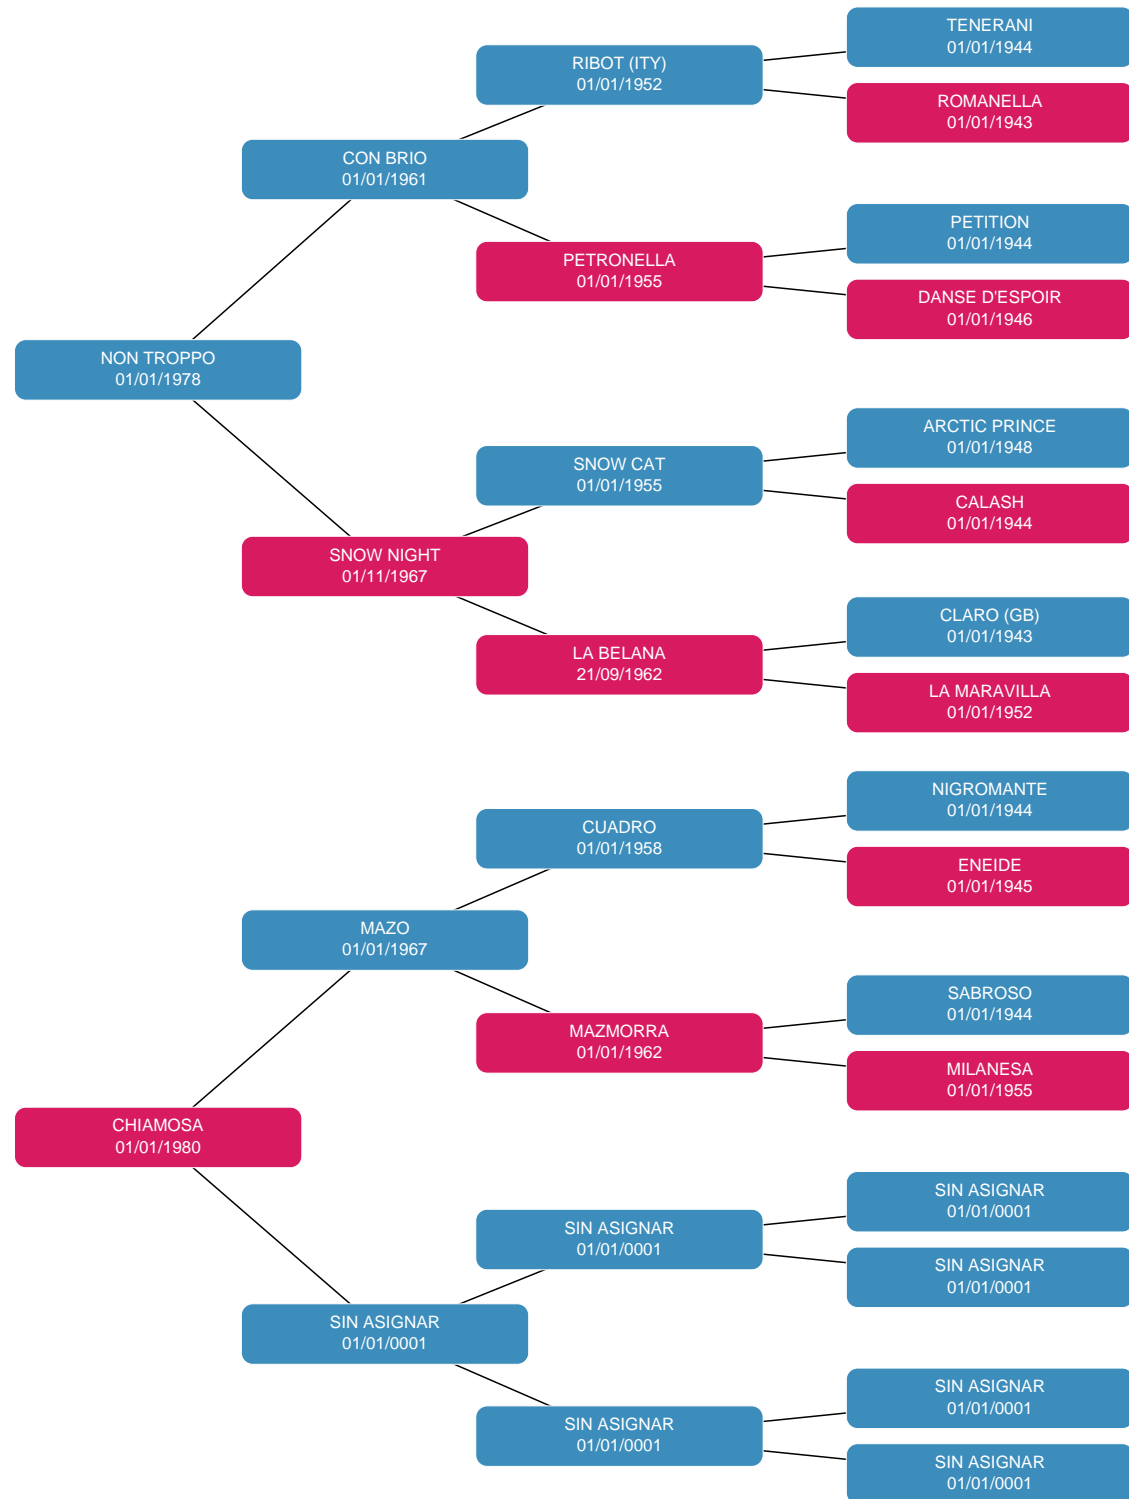 TENERANI
01/01/1944
RIBOT (ITY)
01/01/1952
ROMANELLA
01/01/1943
CON BRIO
01/01/1961
PETITION
01/01/1944
PETRONELLA
01/01/1955
DANSE D'ESPOIR
01/01/1946
NON TROPPO
01/01/1978
ARCTIC PRINCE
01/01/1948
SNOW CAT
01/01/1955
CALASH
01/01/1944
SNOW NIGHT
01/11/1967
CLARO (GB)
01/01/1943
LA BELANA
21/09/1962
LA MARAVILLA
01/01/1952
NIGROMANTE
01/01/1944
CUADRO
01/01/1958
ENEIDE
01/01/1945
MAZO
01/01/1967
SABROSO
01/01/1944
MAZMORRA
01/01/1962
MILANESA
01/01/1955
CHIAMOSA
01/01/1980
SIN ASIGNAR
01/01/0001
SIN ASIGNAR
01/01/0001
SIN ASIGNAR
01/01/0001
SIN ASIGNAR
01/01/0001
SIN ASIGNAR
01/01/0001
SIN ASIGNAR
01/01/0001
SIN ASIGNAR
01/01/0001